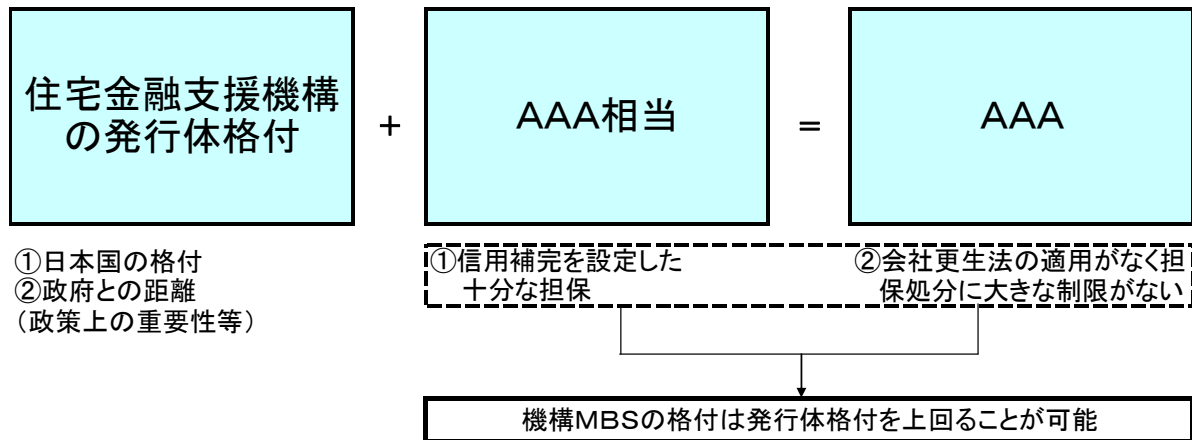 住宅金融支援機構
の発行体格付
+
AAA相当
=
AAA
①日本国の格付
②政府との距離
(政策上の重要性等)
①信用補完を設定した
十分な担保
②会社更生法の適用がなく担
保処分に大きな制限がない
機構MBSの格付は発行体格付を上回ることが可能